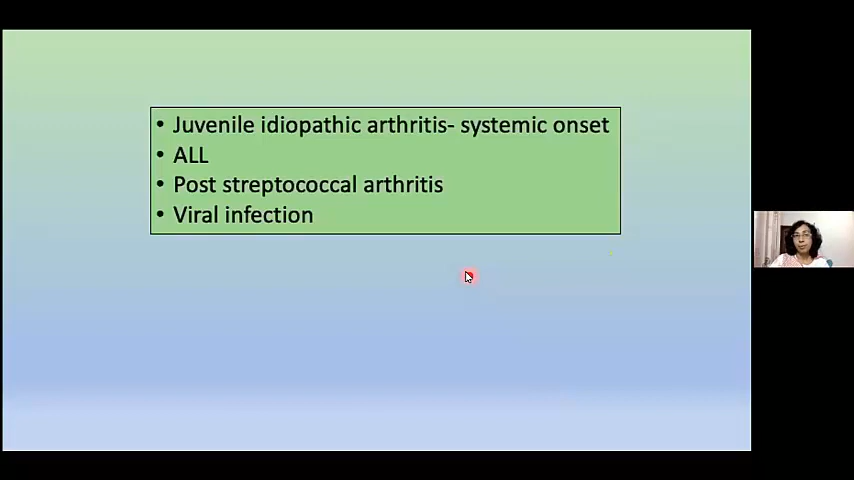 • Juvenile idiopathic arthritis- systemic onset
• ALL
• Post streptococcal arthritis
• Viral infection